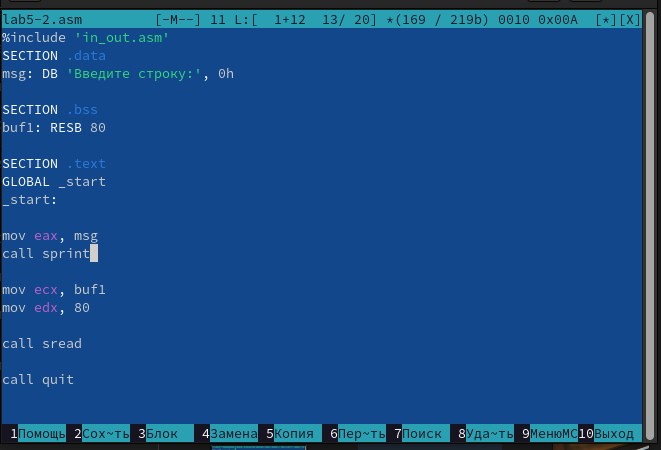 lab5-2.asm [-M--] 11 L:[ 1+12 13/ 20] *(169 / 219b) 0010 0x00A [*][X]
%include 'in_out.asm'
SECTION .data
msg: DB 'Введите строку:', 0h
SECTION .bss
buf1: RESB 80
SECTION .text
GLOBAL _start
_start:
mov eax, msg
call sprint
mov ecx, buf1
mov edx, 80
call sread
call quit
1Помощь 2Сох~ть 3Блок 4Замена 5Копия 6Пер~ть 7Поиск 8Уда~ть 9МенюMC 10Выход